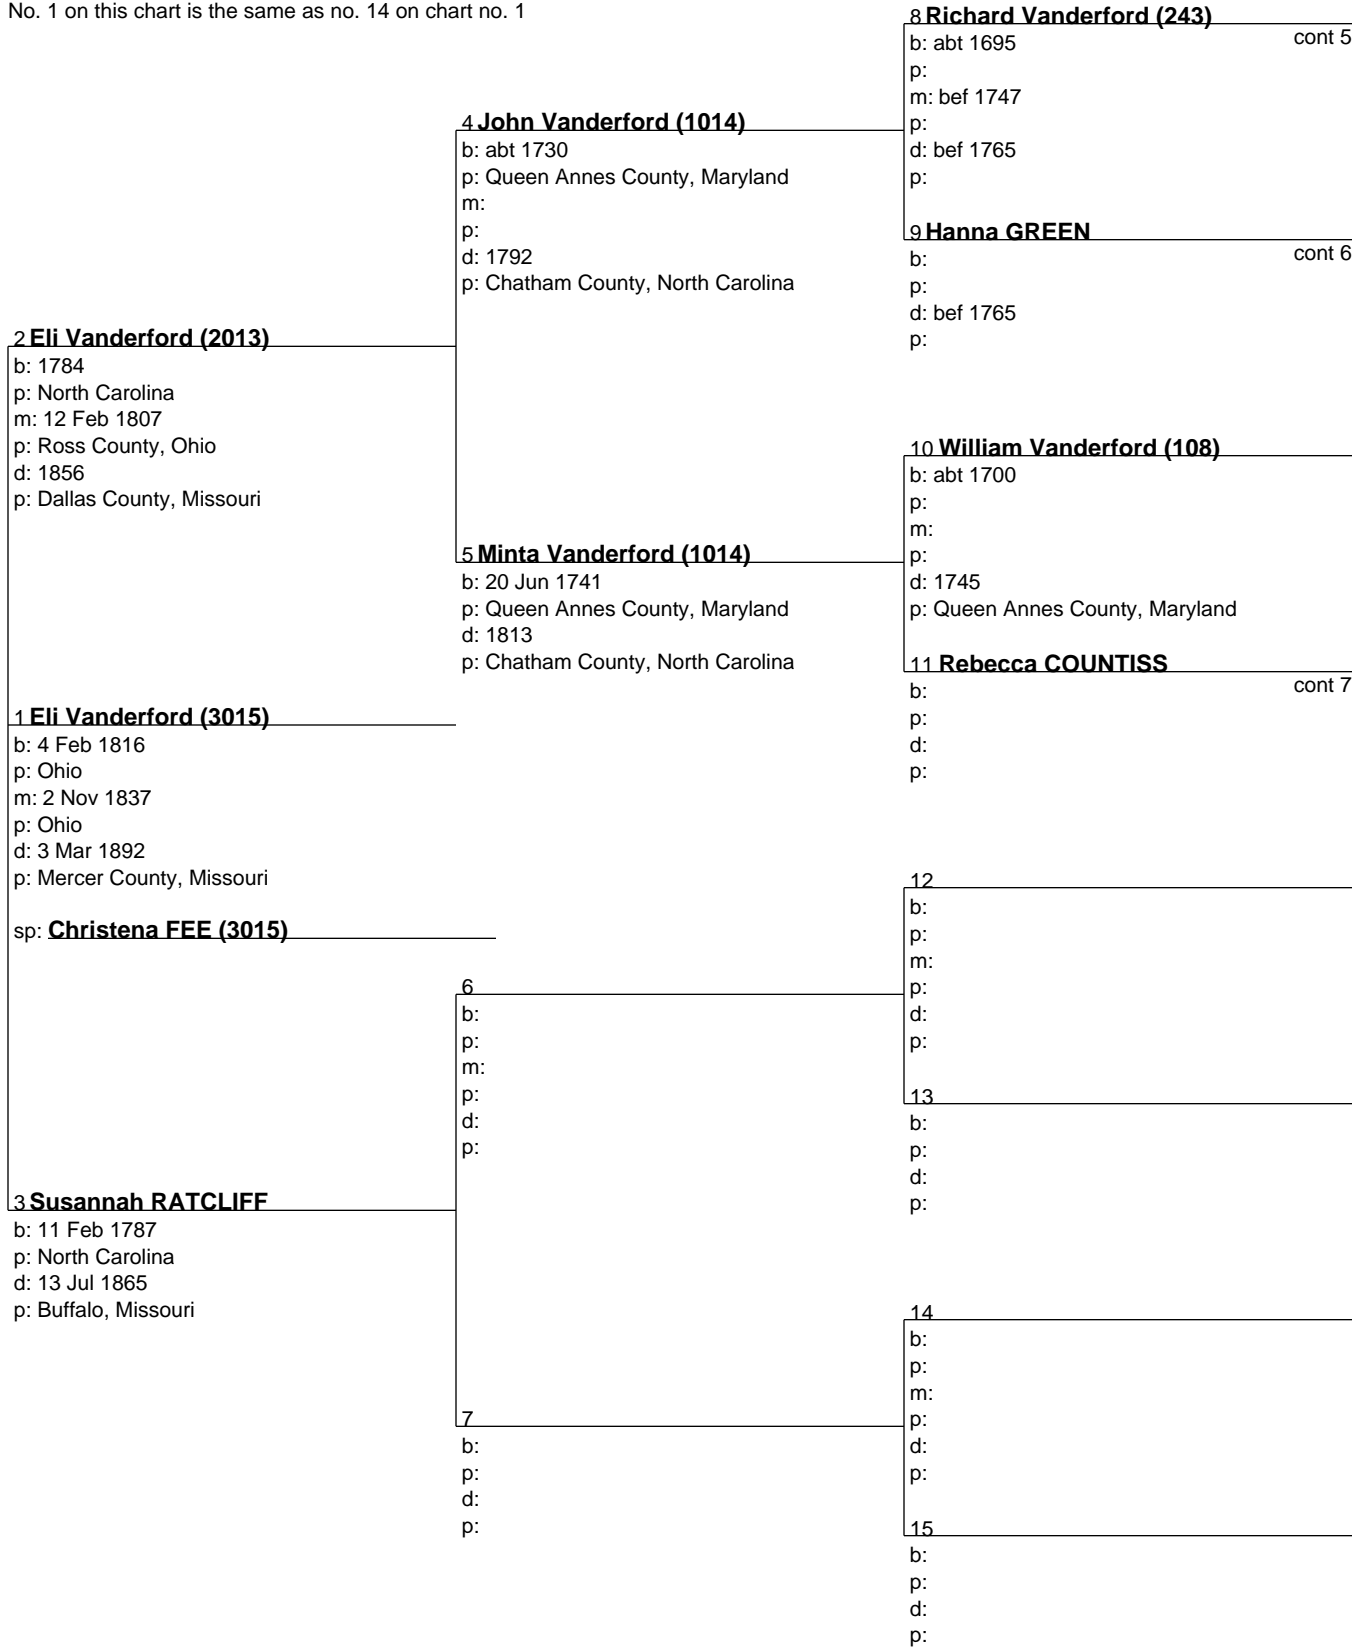 No. 1 on this chart is the same as no. 14 on chart no. 1
8 Richard Vanderford (243)
cont 5
b: abt 1695
p:
m: bef 1747
p:
d: bef 1765
p:
4 John Vanderford (1014)
b: abt 1730
p: Queen Annes County, Maryland
m:
p:
d: 1792
p: Chatham County, North Carolina
9 Hanna GREEN
cont 6
b:
p:
d: bef 1765
p:
2 Eli Vanderford (2013)
b: 1784
p: North Carolina
m: 12 Feb 1807
p: Ross County, Ohio
d: 1856
p: Dallas County, Missouri
10 William Vanderford (108)
b: abt 1700
p:
m:
p:
d: 1745
p: Queen Annes County, Maryland
5 Minta Vanderford (1014)
b: 20 Jun 1741
p: Queen Annes County, Maryland
d: 1813
p: Chatham County, North Carolina
11 Rebecca COUNTISS
cont 7
b:
p:
d:
p:
1 Eli Vanderford (3015)
b: 4 Feb 1816
p: Ohio
m: 2 Nov 1837
p: Ohio
d: 3 Mar 1892
p: Mercer County, Missouri
sp: Christena FEE (3015)
12
b:
p:
m:
p:
d:
p:
6
b:
p:
m:
p:
d:
p:
13
b:
p:
d:
p:
3 Susannah RATCLIFF
b: 11 Feb 1787
p: North Carolina
d: 13 Jul 1865
p: Buffalo, Missouri
14
b:
p:
m:
p:
d:
p:
7
b:
p:
d:
p:
15
b:
p:
d:
p: